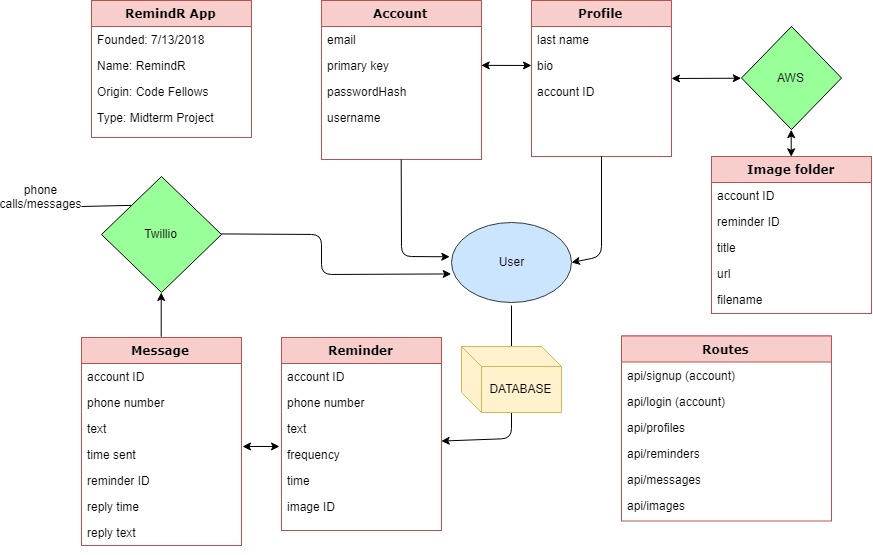 RemindR App
Founded: 7/13/2018
Name: RemindR
Origin: Code Fellows
Type: Midterm Project
Account
email
primary key
passwordHash
username
Profile
last name
bio
account ID
AWS
Image folder
account ID
reminder ID
title
url
filename
phone
calls/messages
Twillio
User
DATABASE
Message
account ID
phone number
text
time sent
reminder ID
reply time
reply text
Reminder
account ID
phone number
text
frequency
time
image ID
Routes
api/signup (account)
api/login (account)
api/profiles
api/reminders
api/messages
api/images